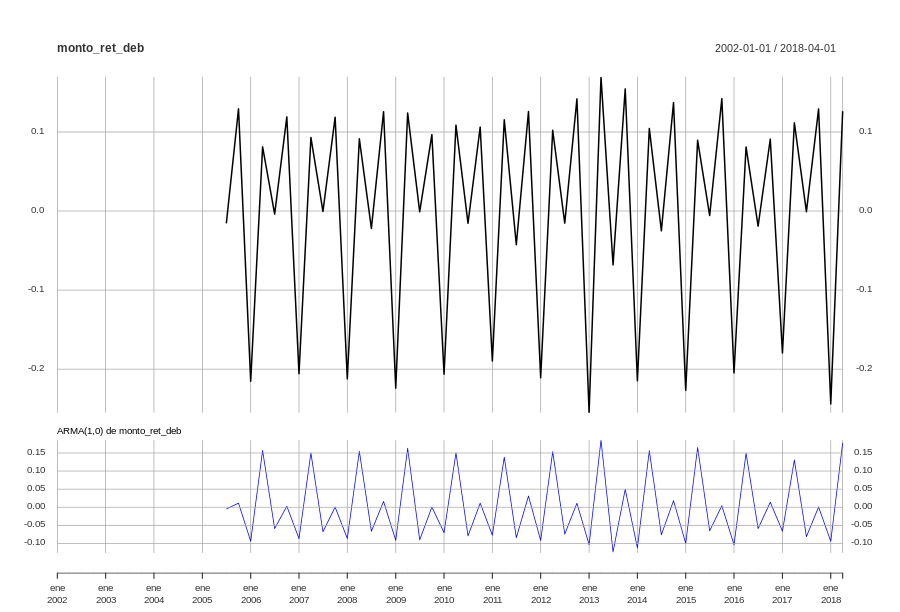 monto_ret_deb 2002-01-01 / 2018-04-01
0.1 0.1
0.0 0.0
-0.1 -0.1
-0.2 -0.2
ARMA(1,0) de monto_ret_deb
0.15 0.15
0.10 0.10
0.05 0.05
0.00 0.00
-0.05 -0.05
-0.10 -0.10
ene ene ene ene ene ene ene ene ene ene ene ene ene ene ene ene ene
2002 2003 2004 2005 2006 2007 2008 2009 2010 2011 2012 2013 2014 2015 2016 2017 2018